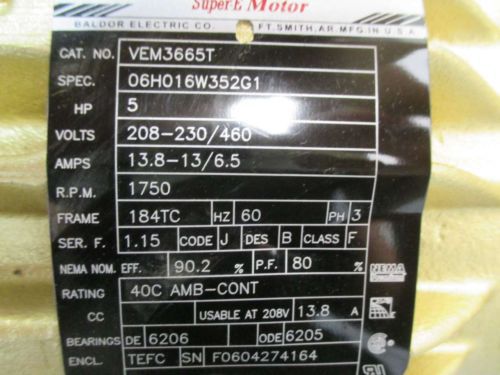 Super E Motor
BALDOR ELECTRIC CO. FT. SMITH, AR. MFG. IN U.S.A.
CAT. NO. VEM3665T
SPEC. 06H016W352G1
HP 5
VOLTS 208-230/460
AMPS 13.8-13/6.5
R.P.M. 1750
FRAME 184TC HZ 60 PH 3
SER. F. 1.15 CODE J DES B CLASS F
NEMA NOM. EFF. 90.2 % P.F. 80 %
RATING 40C AMB-CONT
CC USABLE AT 208V 13.8 A
BEARINGS DE 6206 ODE 6205
ENCL. TEFC SN F0604274164
NEMA